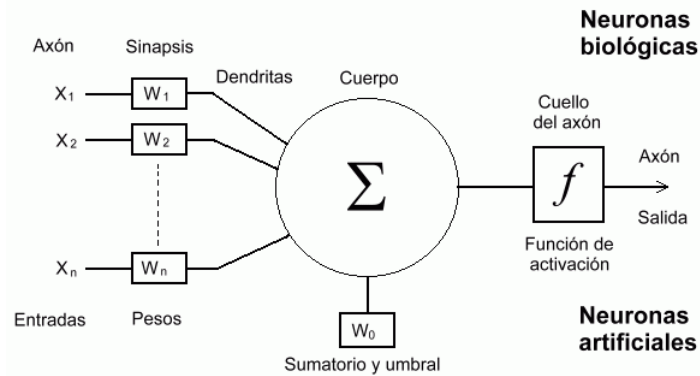 Neuronas
biológicas
Axón
Sinapsis
Dendritas
Cuerpo
Cuello
del axón
X1
W1
X2
W2
Σ
f
Axón
Salida
Función de
activación
Xn
Wn
Entradas
Pesos
W0
Sumatorio y umbral
Neuronas
artificiales